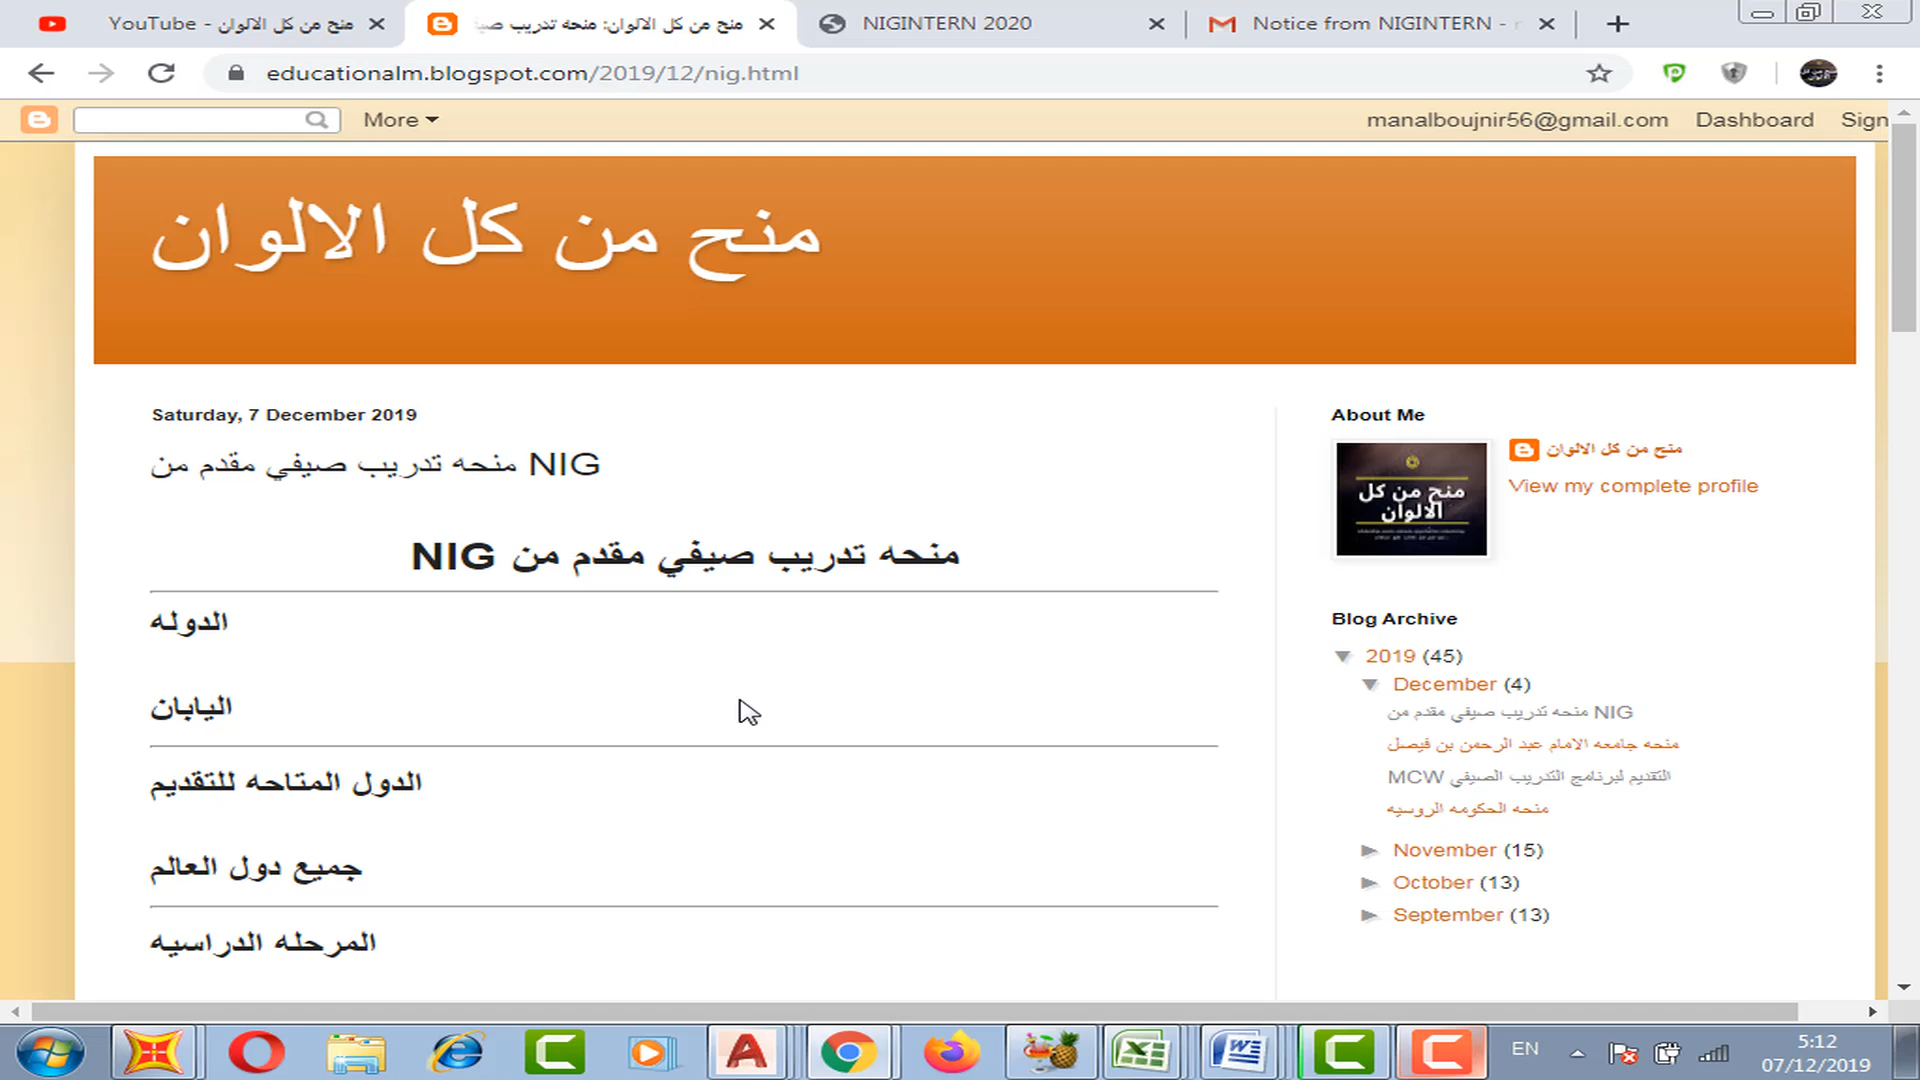 YouTube - منح من كل الالوان
منح من كل الالوان: منحه تدريب صيف
NIGINTERN 2020
Notice from NIGINTERN -
educationalm.blogspot.com/2019/12/nig.html
More
manalboujnir56@gmail.com
Dashboard
Sign
منح من كل الالوان
Saturday, 7 December 2019
منحه تدريب صيفي مقدم من NIG
منحه تدريب صيفي مقدم من NIG
الدوله
اليابان
الدول المتاحه للتقديم
جميع دول العالم
المرحله الدراسيه
About Me
منح من كل الالوان
منح من كل الالوان
View my complete profile
Blog Archive
2019 (45)
December (4)
منحه تدريب صيفي مقدم من NIG
منحه جامعه الامام عبد الرحمن بن فيصل
التقديم لبرنامج التدريب الصيفي MCW
منحه الحكومه الروسيه
November (15)
October (13)
September (13)
EN
5:12
07/12/2019